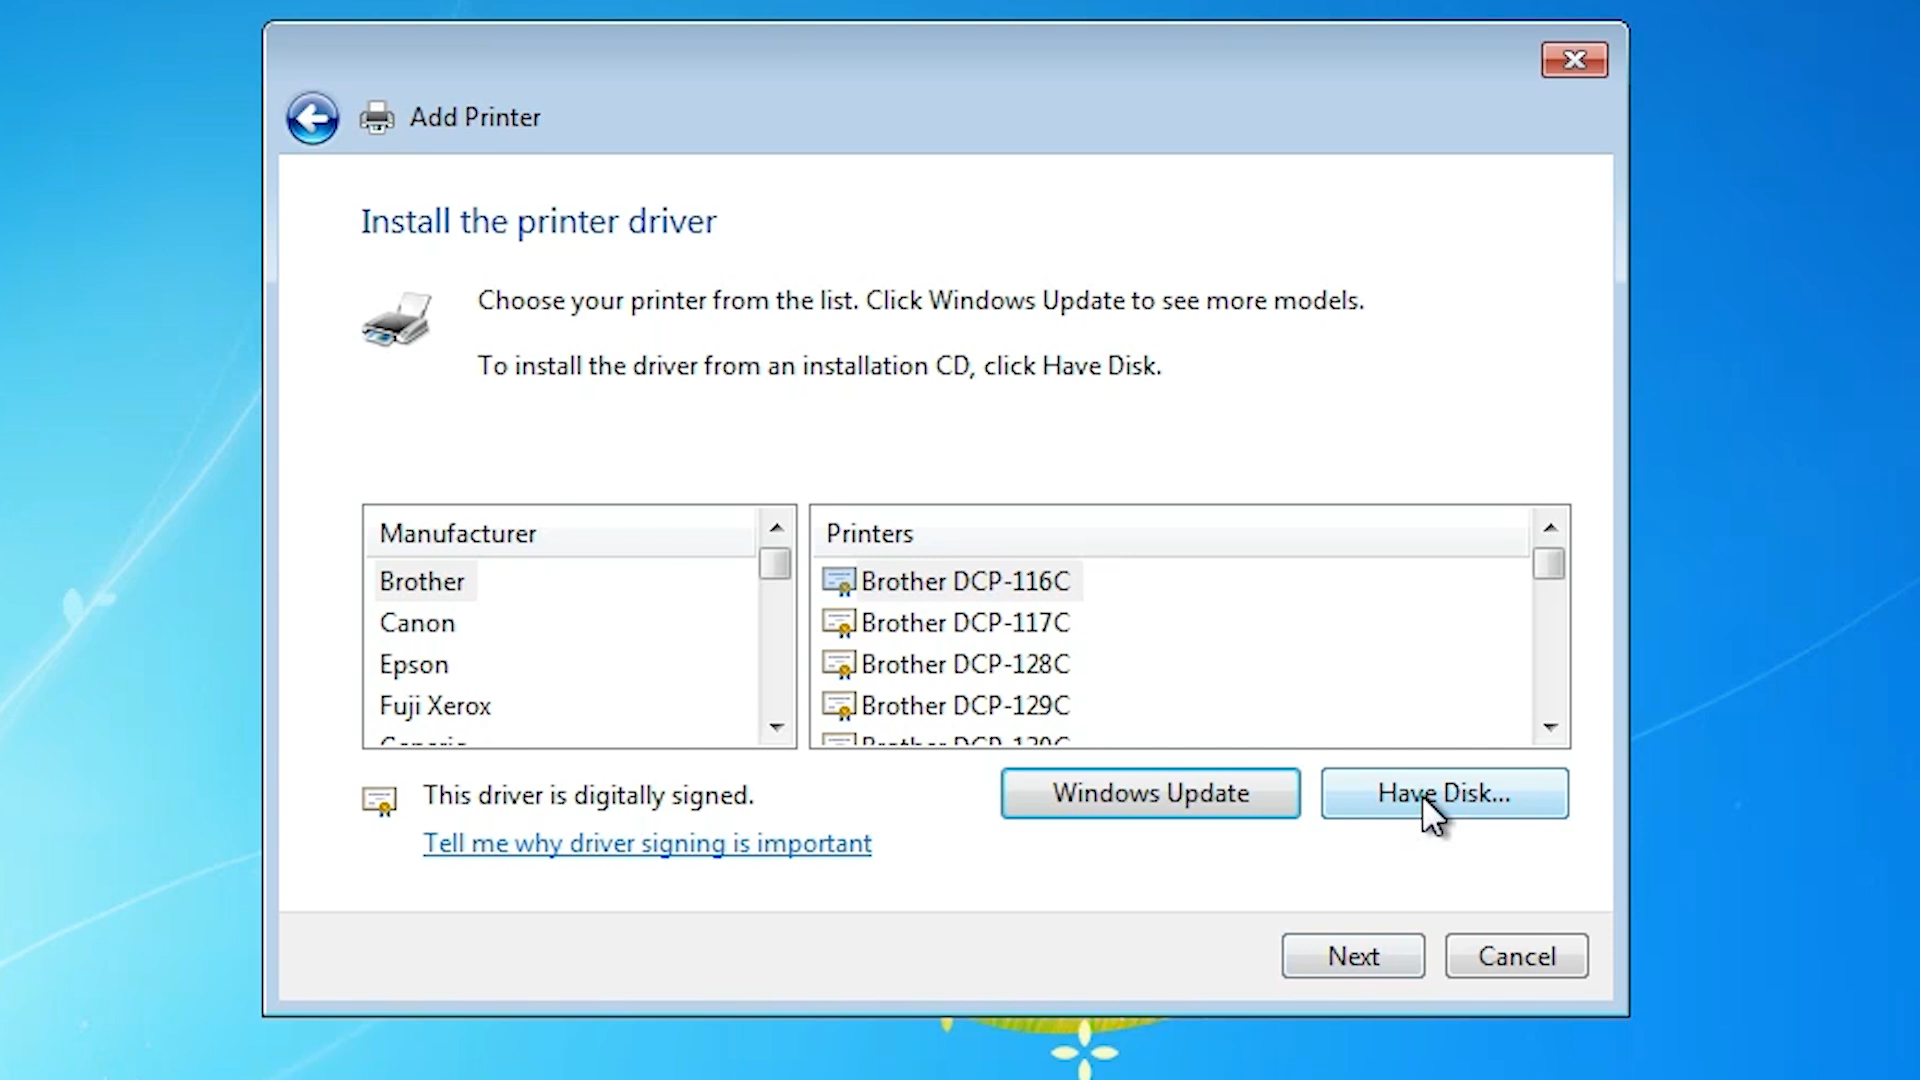 Add Printer
Install the printer driver
Choose your printer from the list. Click Windows Update to see more models.
To install the driver from an installation CD, click Have Disk.
Manufacturer
Brother
Canon
Epson
Fuji Xerox
Printers
Brother DCP-116C
Brother DCP-117C
Brother DCP-128C
Brother DCP-129C
This driver is digitally signed.
Tell me why driver signing is important
Windows Update
Have Disk...
Next
Cancel